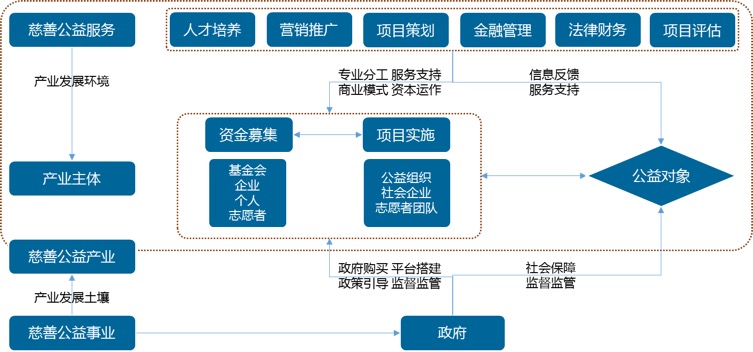 慈善公益服务
人才培养
营销推广
项目策划
金融管理
法律财务
项目评估
产业发展环境
专业分工 服务支持
商业模式 资本运作
信息反馈
服务支持
资金募集
项目实施
产业主体
基金会
企业
个人
志愿者
公益组织
社会企业
志愿者团队
公益对象
慈善公益产业
政府购买 平台搭建
政策引导 监督监管
社会保障
监督监管
产业发展土壤
慈善公益事业
政府